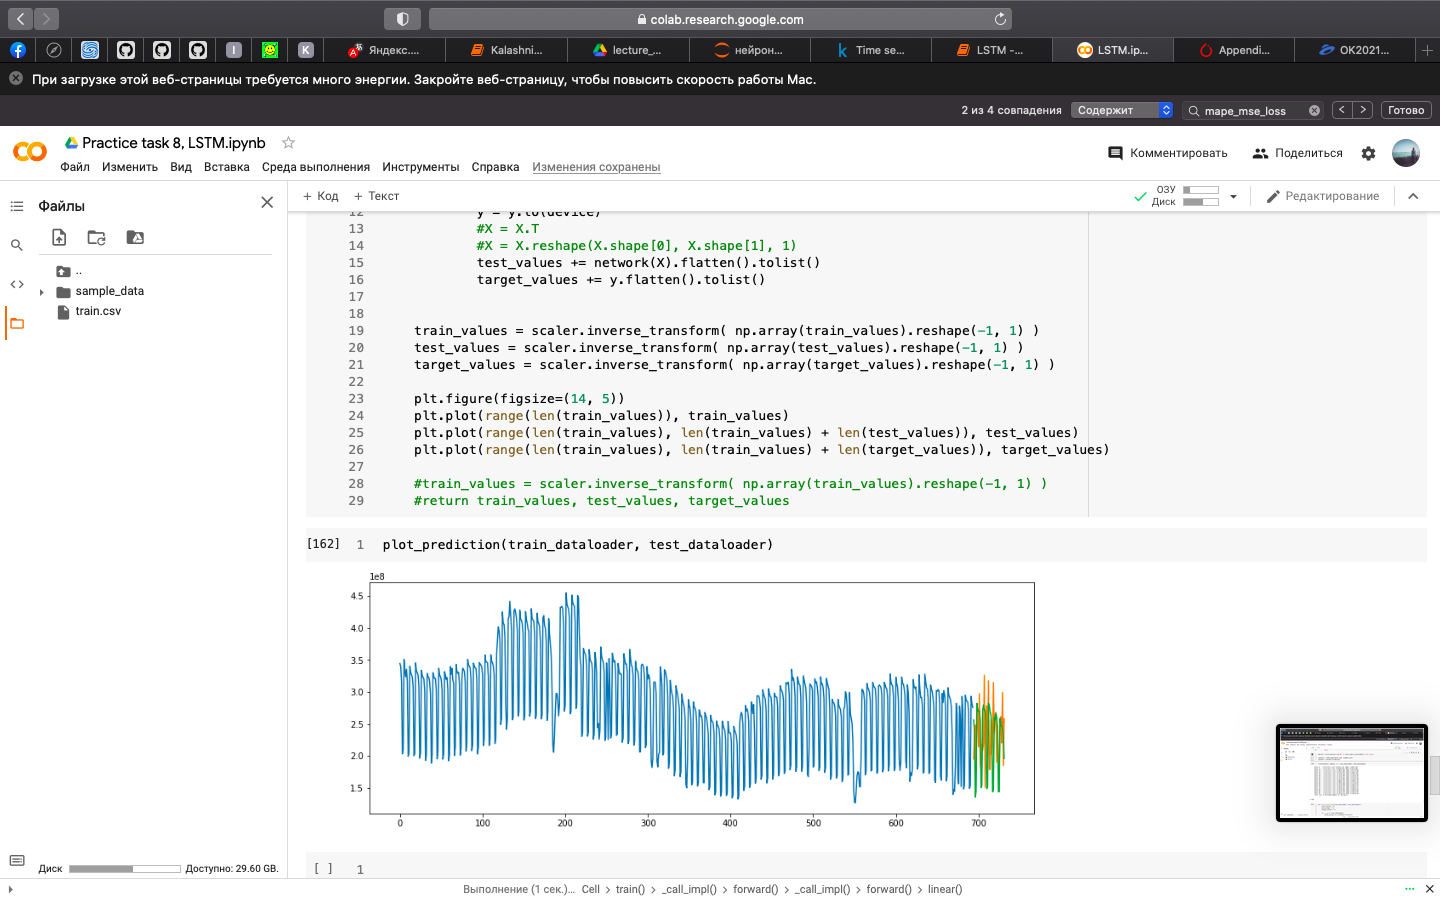 colab.research.google.com
Яндекс....
Kalashni...
lecture_...
нейрон...
Time se...
LSTM -...
LSTM.ip...
Appendi...
OK2021...
При загрузке этой веб-страницы требуется много энергии. Закройте веб-страницу, чтобы повысить скорость работы Mac.
2 из 4 совпадения Содержит mape_mse_loss Готово
Practice task 8, LSTM.ipynb
Файл Изменить Вид Вставка Среда выполнения Инструменты Справка Изменения сохранены
Комментировать Поделиться
Файлы
+ Код + Текст
ОЗУ
Диск
Редактирование
..
sample_data
train.csv
12 y = y.to(device)
13 #X = X.T
14 #X = X.reshape(X.shape[0], X.shape[1], 1)
15 test_values += network(X).flatten().tolist()
16 target_values += y.flatten().tolist()
17
18
19 train_values = scaler.inverse_transform( np.array(train_values).reshape(-1, 1) )
20 test_values = scaler.inverse_transform( np.array(test_values).reshape(-1, 1) )
21 target_values = scaler.inverse_transform( np.array(target_values).reshape(-1, 1) )
22
23 plt.figure(figsize=(14, 5))
24 plt.plot(range(len(train_values)), train_values)
25 plt.plot(range(len(train_values), len(train_values) + len(test_values)), test_values)
26 plt.plot(range(len(train_values), len(train_values) + len(target_values)), target_values)
27
28 #train_values = scaler.inverse_transform( np.array(train_values).reshape(-1, 1) )
29 #return train_values, test_values, target_values
[162] 1 plot_prediction(train_dataloader, test_dataloader)
1e8
4.5
4.0
3.5
3.0
2.5
2.0
1.5
0 100 200 300 400 500 600 700
[ ] 1
Диск Доступно: 29.60 GB.
Выполнение (1 сек.)... Cell > train() > _call_impl() > forward() > _call_impl() > forward() > linear()